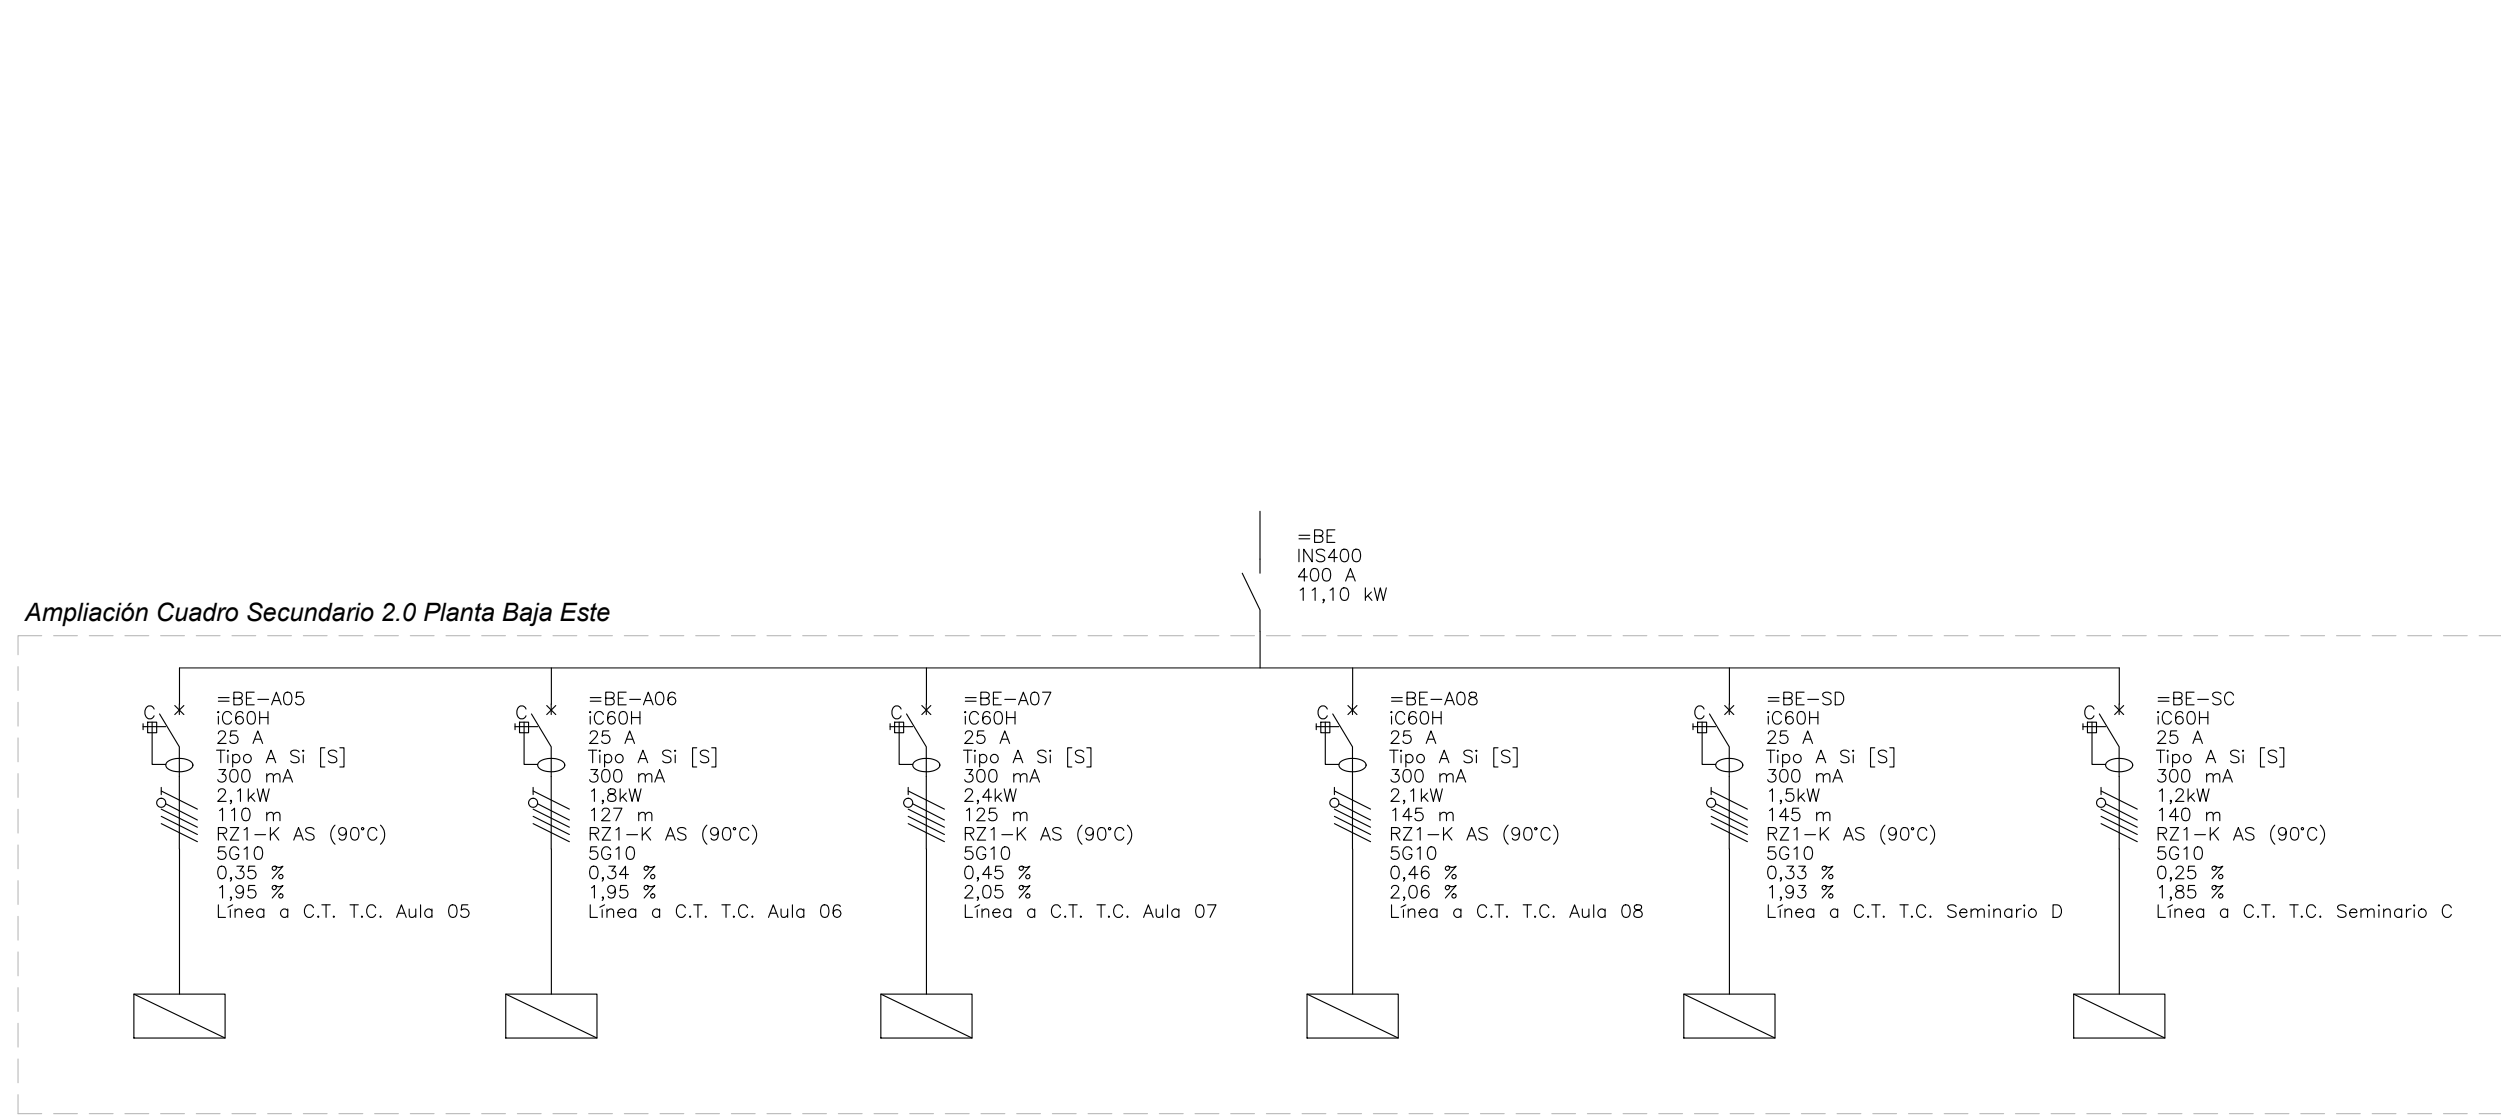 =BE
INS400
400 A
11,10 kW
Ampliación Cuadro Secundario 2.0 Planta Baja Este
C
=BE-A05
iC60H
25 A
Tipo A Si [S]
300 mA
2,1kW
110 m
RZ1-K AS (90°C)
5G10
0,35 %
1,95 %
Línea a C.T. T.C. Aula 05
C
=BE-A06
iC60H
25 A
Tipo A Si [S]
300 mA
1,8kW
127 m
RZ1-K AS (90°C)
5G10
0,34 %
1,95 %
Línea a C.T. T.C. Aula 06
C
=BE-A07
iC60H
25 A
Tipo A Si [S]
300 mA
2,4kW
125 m
RZ1-K AS (90°C)
5G10
0,45 %
2,05 %
Línea a C.T. T.C. Aula 07
C
=BE-A08
iC60H
25 A
Tipo A Si [S]
300 mA
2,1kW
145 m
RZ1-K AS (90°C)
5G10
0,46 %
2,06 %
Línea a C.T. T.C. Aula 08
C
=BE-SD
iC60H
25 A
Tipo A Si [S]
300 mA
1,5kW
145 m
RZ1-K AS (90°C)
5G10
0,33 %
1,93 %
Línea a C.T. T.C. Seminario D
C
=BE-SC
iC60H
25 A
Tipo A Si [S]
300 mA
1,2kW
140 m
RZ1-K AS (90°C)
5G10
0,25 %
1,85 %
Línea a C.T. T.C. Seminario C